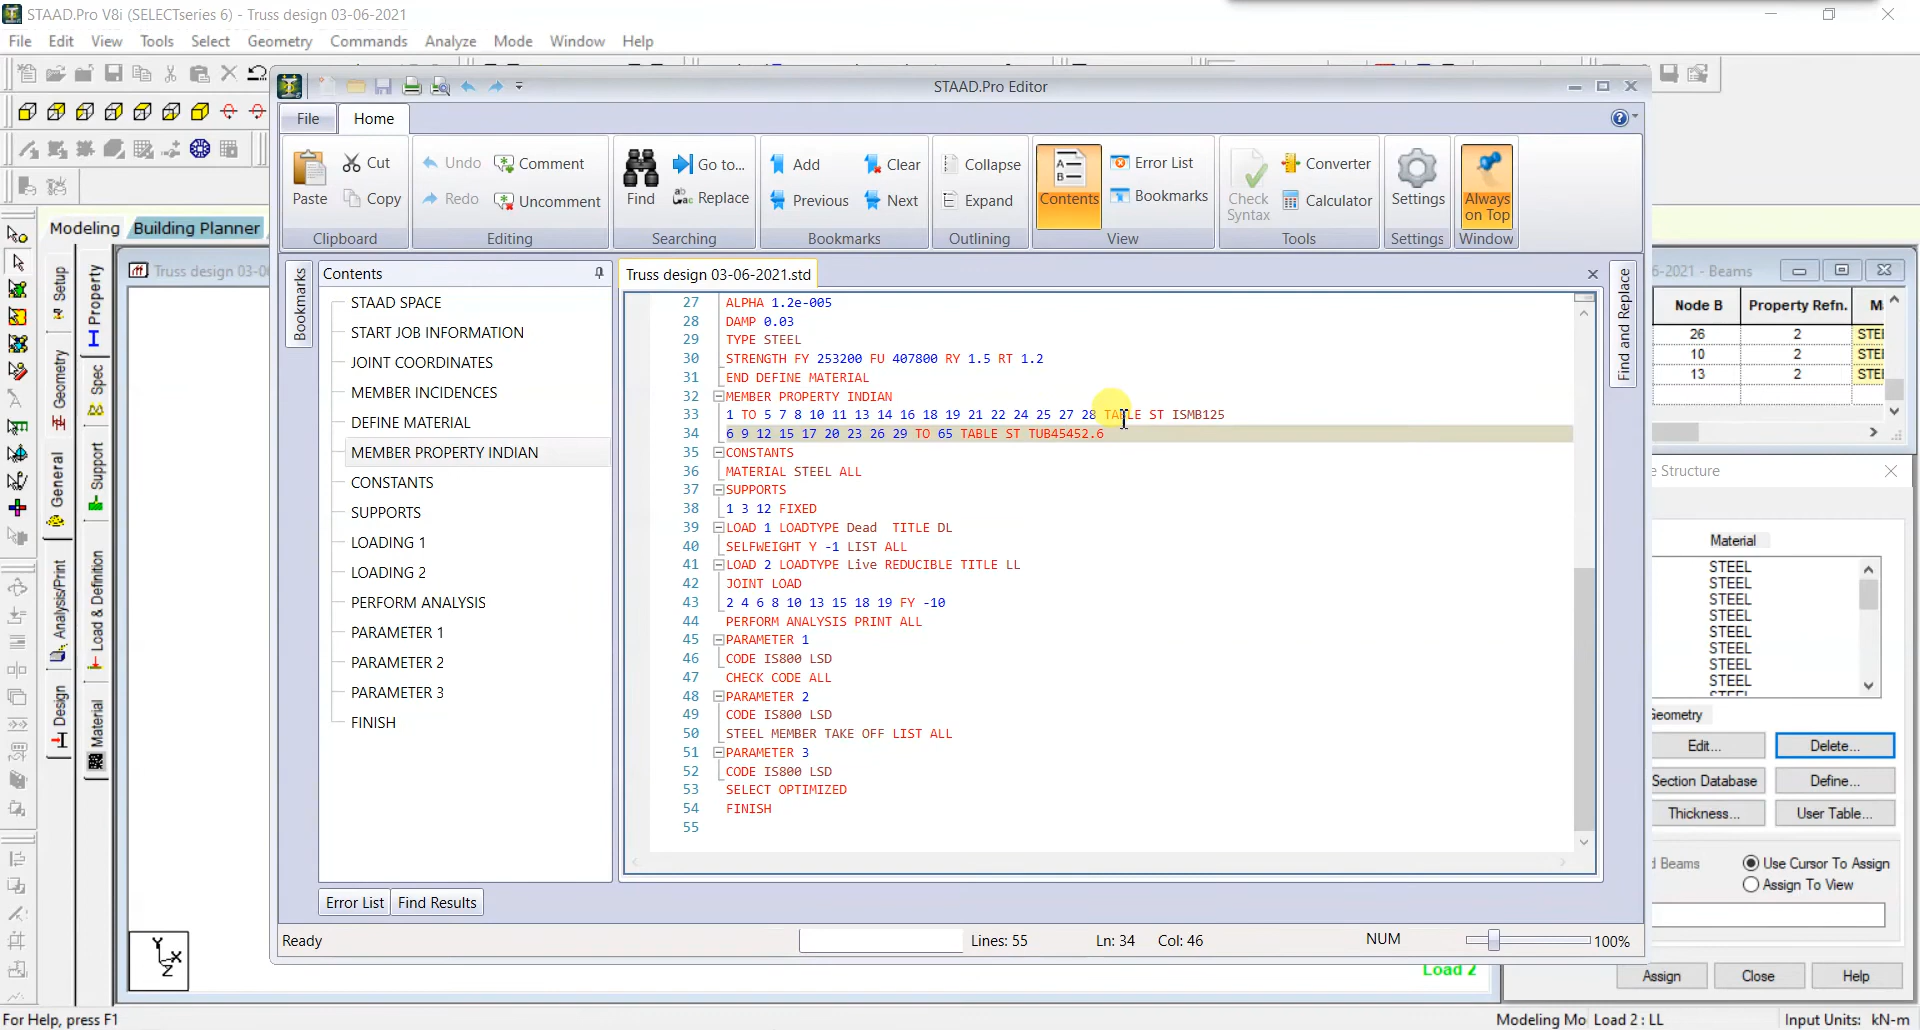 STAAD.Pro V8i (SELECTseries 6) - Truss design 03-06-2021
File Edit View Tools Select Geometry Commands Analyze Mode Window Help
STAAD.Pro Editor
File Home
Paste Cut Copy Clipboard
Undo Redo Comment Uncomment Editing
Find Go to... Replace Searching
Add Previous Clear Next Bookmarks
Collapse Expand Outlining
Contents Error List Bookmarks View
Check Syntax Converter Calculator Tools
Settings Settings
Always on Top Window
Modeling Building Planner
Setup
Geometry
General
Analysis/Print
Design
Property
Spec
Support
Load & Definition
Material
Truss design 03-0
Bookmarks
Contents
STAAD SPACE
START JOB INFORMATION
JOINT COORDINATES
MEMBER INCIDENCES
DEFINE MATERIAL
MEMBER PROPERTY INDIAN
CONSTANTS
SUPPORTS
LOADING 1
LOADING 2
PERFORM ANALYSIS
PARAMETER 1
PARAMETER 2
PARAMETER 3
FINISH
Truss design 03-06-2021.std
27 ALPHA 1.2e-005
28 DAMP 0.03
29 TYPE STEEL
30 STRENGTH FY 253200 FU 407800 RY 1.5 RT 1.2
31 END DEFINE MATERIAL
32 MEMBER PROPERTY INDIAN
33 1 TO 5 7 8 10 11 13 14 16 18 19 21 22 24 25 27 28 TABLE ST ISMB125
34 6 9 12 15 17 20 23 26 29 TO 65 TABLE ST TUB45452.6
35 CONSTANTS
36 MATERIAL STEEL ALL
37 SUPPORTS
38 1 3 12 FIXED
39 LOAD 1 LOADTYPE Dead  TITLE DL
40 SELFWEIGHT Y -1 LIST ALL
41 LOAD 2 LOADTYPE Live REDUCIBLE TITLE LL
42 JOINT LOAD
43 2 4 6 8 10 13 15 18 19 FY -10
44 PERFORM ANALYSIS PRINT ALL
45 PARAMETER 1
46 CODE IS800 LSD
47 CHECK CODE ALL
48 PARAMETER 2
49 CODE IS800 LSD
50 STEEL MEMBER TAKE OFF LIST ALL
51 PARAMETER 3
52 CODE IS800 LSD
53 SELECT OPTIMIZED
54 FINISH
55
Find and Replace
Error List Find Results
Ready Lines: 55 Ln: 34 Col: 46 NUM 100%
6-2021 - Beams
Node B Property Refn.
26 2 STE
10 2 STE
13 2 STE
e Structure
Material
STEEL
STEEL
STEEL
STEEL
STEEL
STEEL
STEEL
STEEL
Geometry
Edit... Delete...
Section Database Define...
Thickness... User Table...
Beams
Use Cursor To Assign
Assign To View
Assign Close Help
Load 2
Y X Z
For Help, press F1 Modeling Mo Load 2 : LL Input Units: kN-m